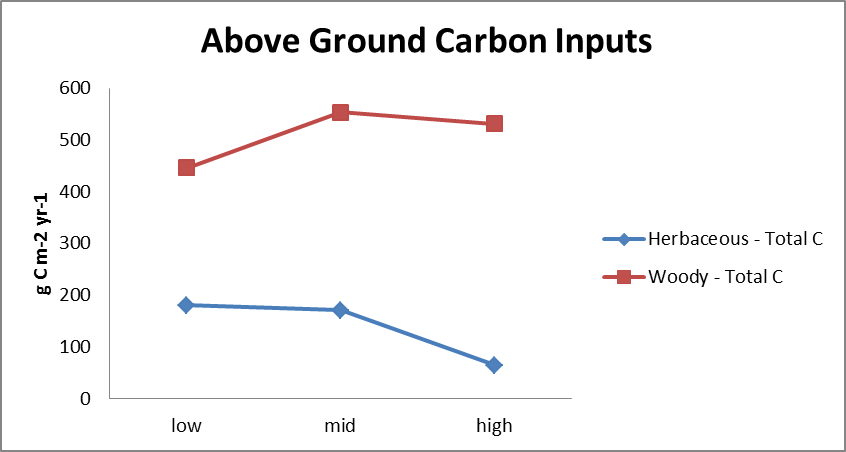 Above Ground Carbon Inputs
600
500
400
300
200
100
0
g C m-2 yr-1
low mid high
Herbaceous - Total C
Woody - Total C